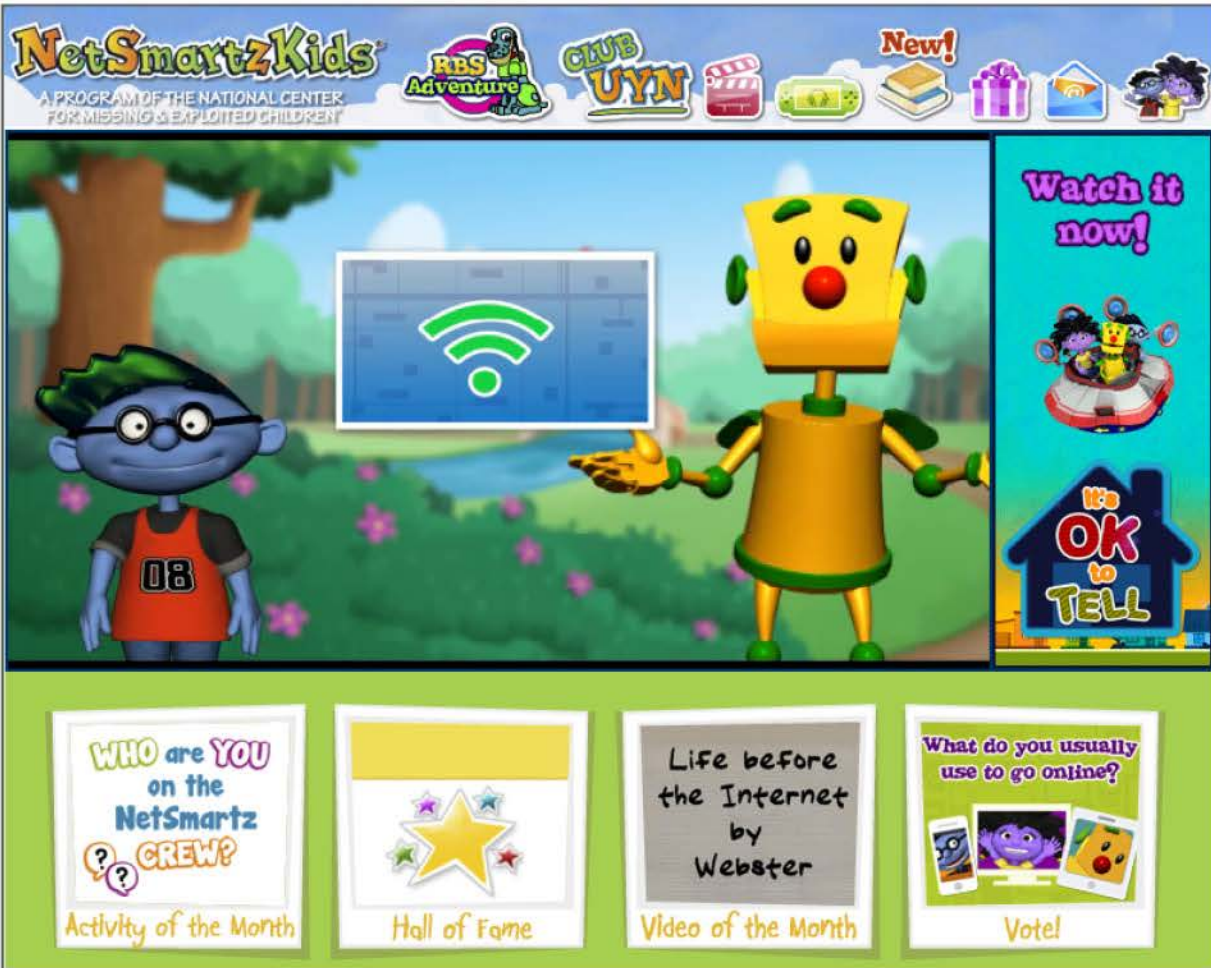 NetSmartzKids®
A PROGRAM OF THE NATIONAL CENTER
FOR MISSING & EXPLOITED CHILDREN®
RBS
Adventure
CLUB
UYN
New!
@
Watch it
now!
08
It's
OK
to
TELL
WHO are YOU
on the
NetSmartz
CREW?
? ?
Activity of the Month
Hall of Fame
Life before
the Internet
by
Webster
Video of the Month
What do you usually
use to go online?
Vote!